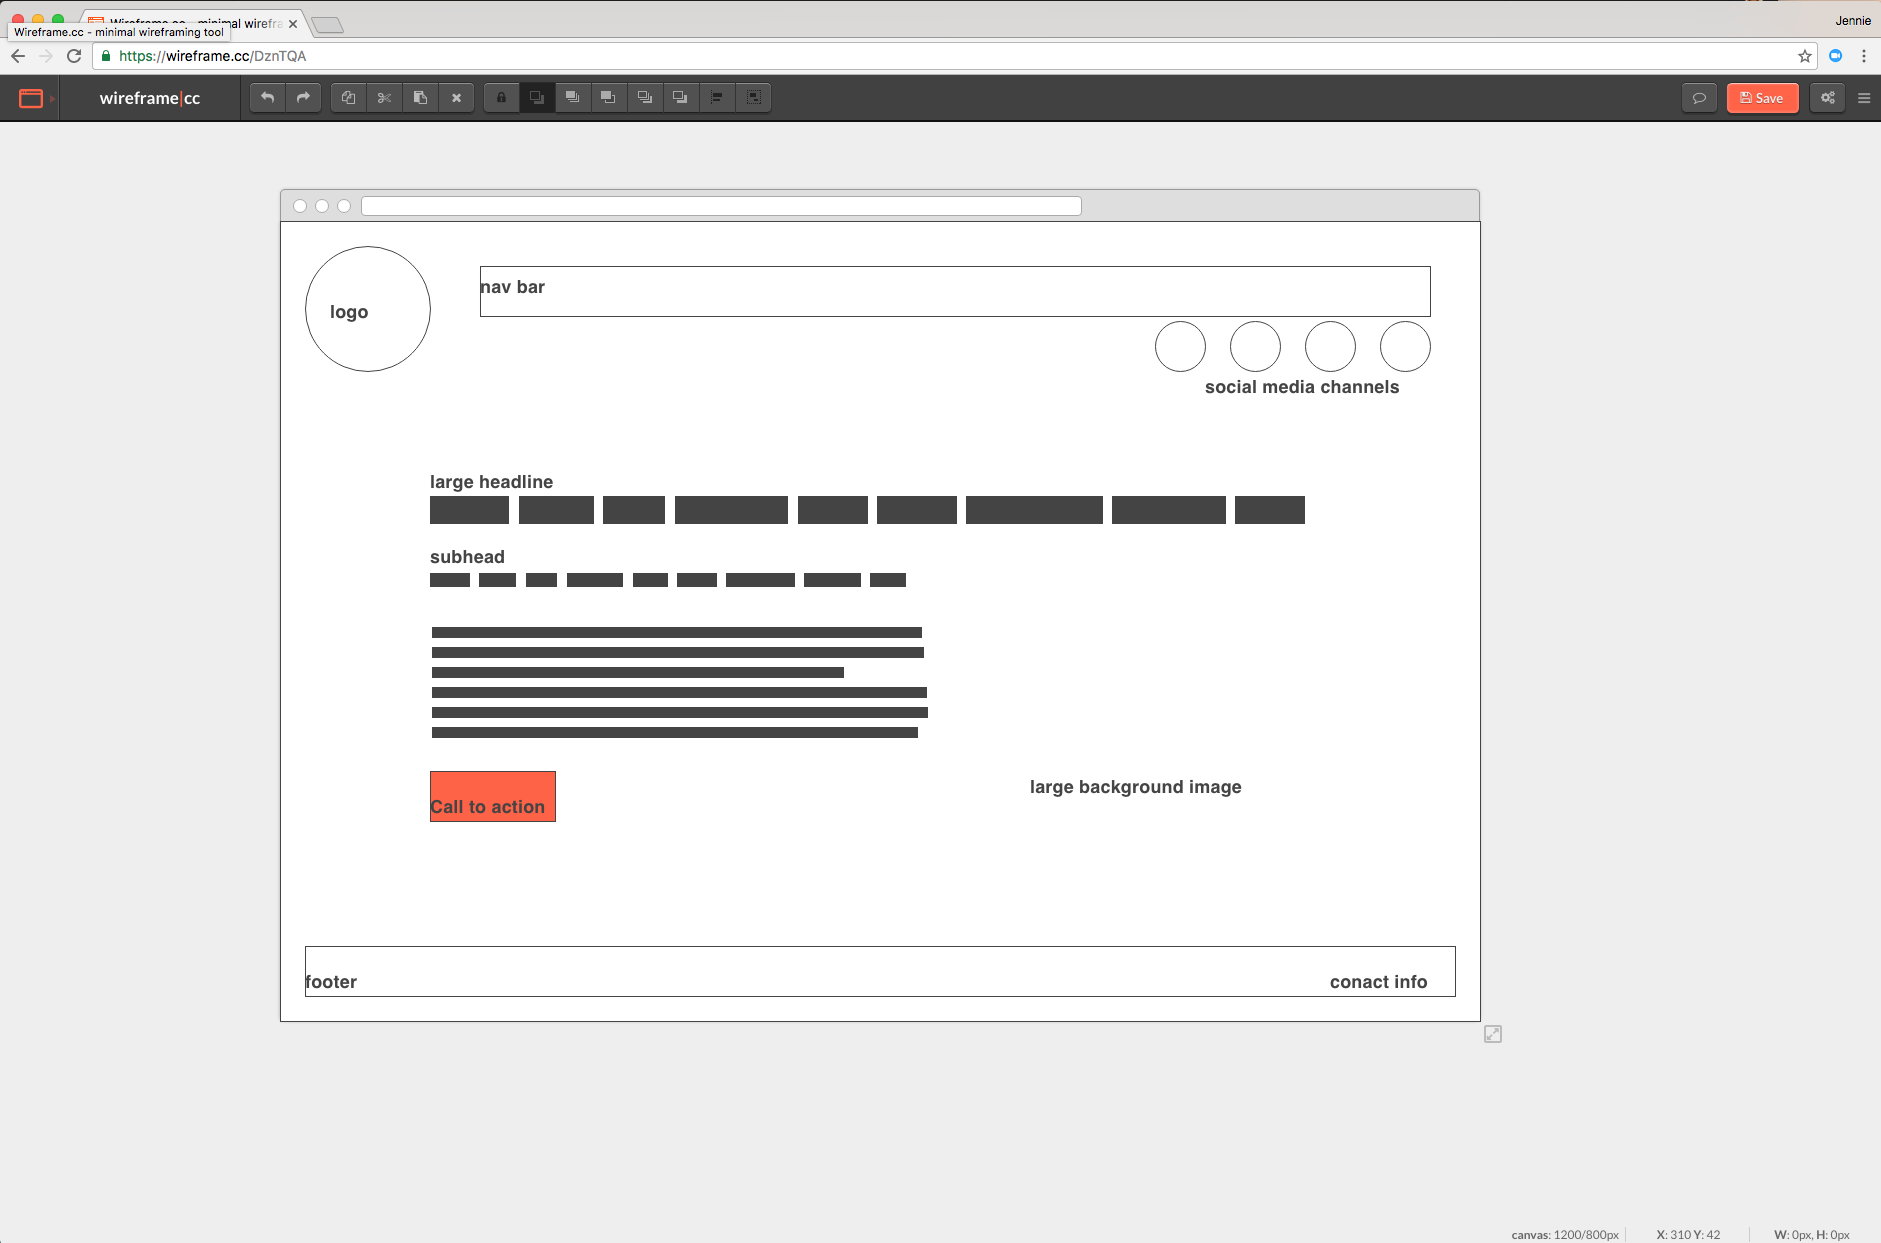 Wireframe.cc - minimal wirefra
Jennie
Wireframe.cc - minimal wireframing tool
https://wireframe.cc/DznTQA
wireframe|cc
Save
nav bar
logo
social media channels
large headline
subhead
large background image
Call to action
footer
conact info
canvas: 1200/800px
X: 310 Y: 42
W: 0px, H: 0px